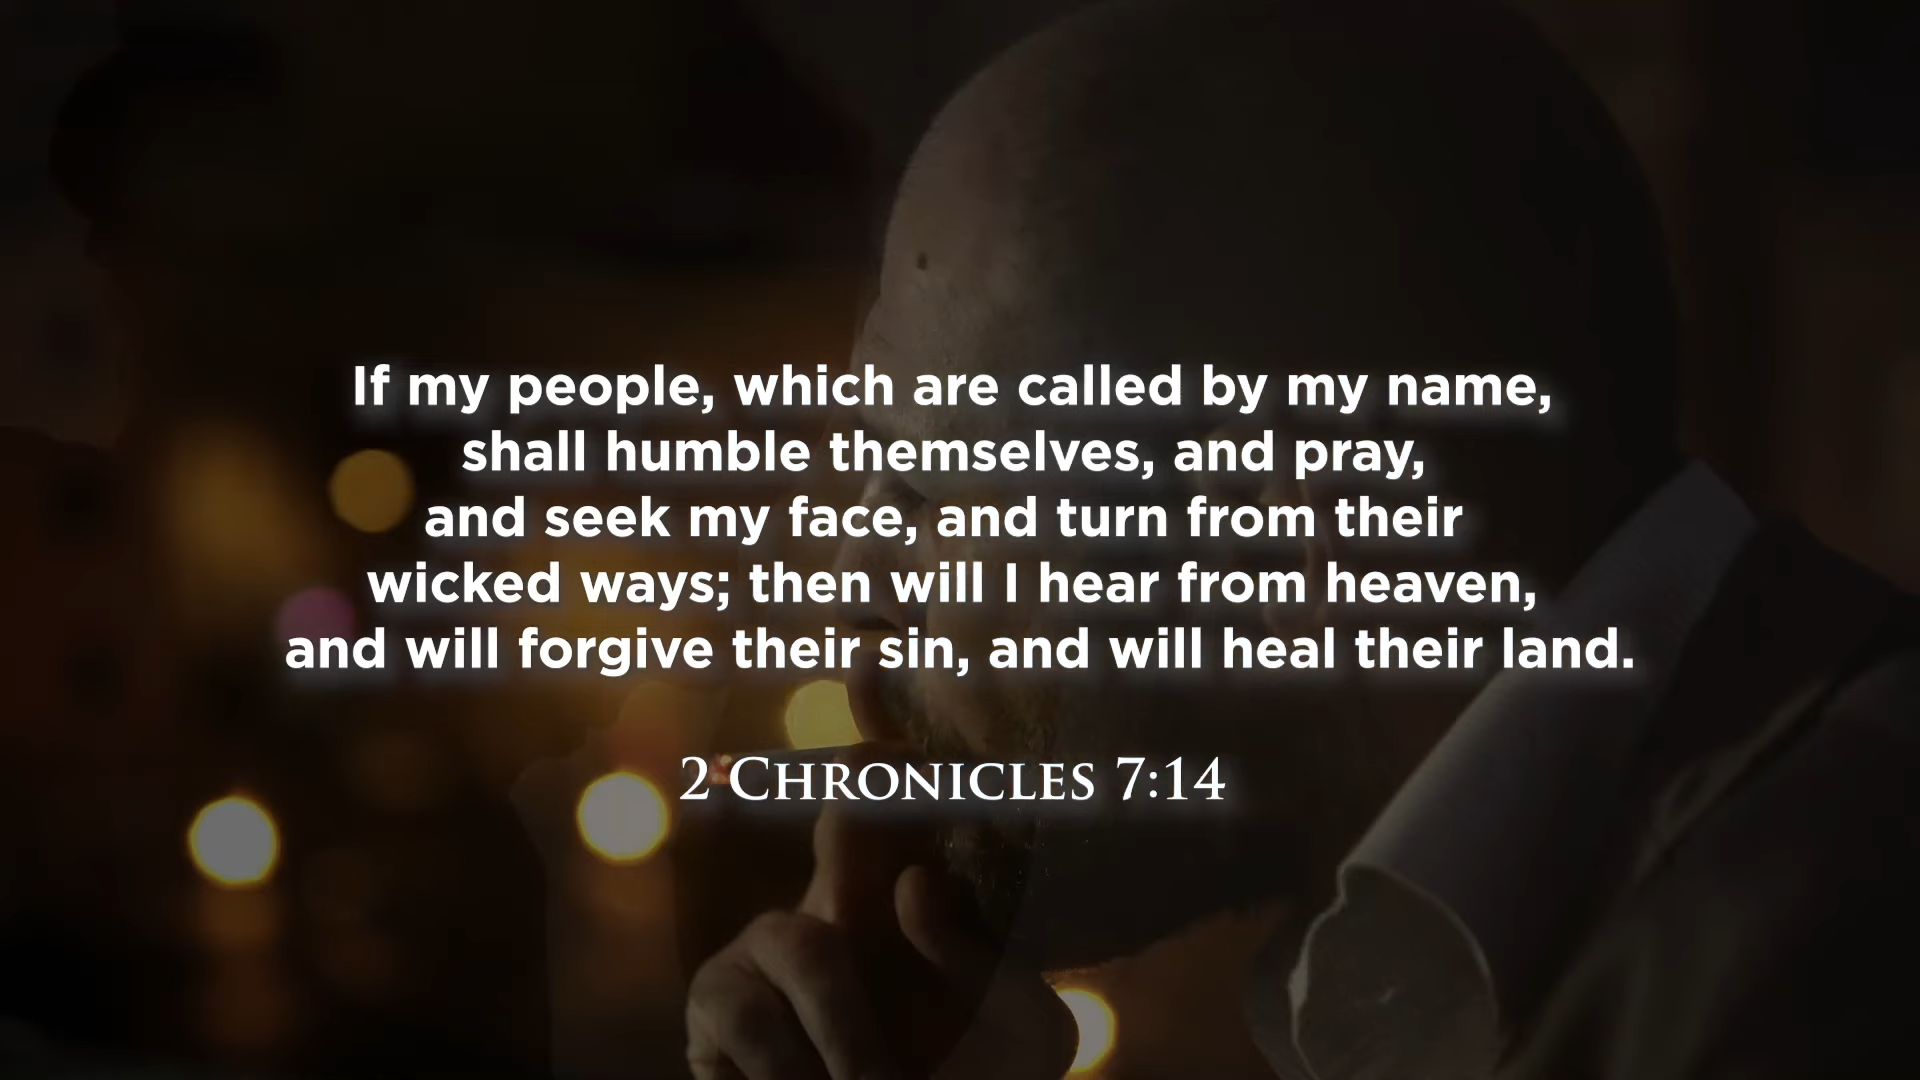 If my people, which are called by my name,
shall humble themselves, and pray,
and seek my face, and turn from their
wicked ways; then will I hear from heaven,
and will forgive their sin, and will heal their land.
2 Chronicles 7:14